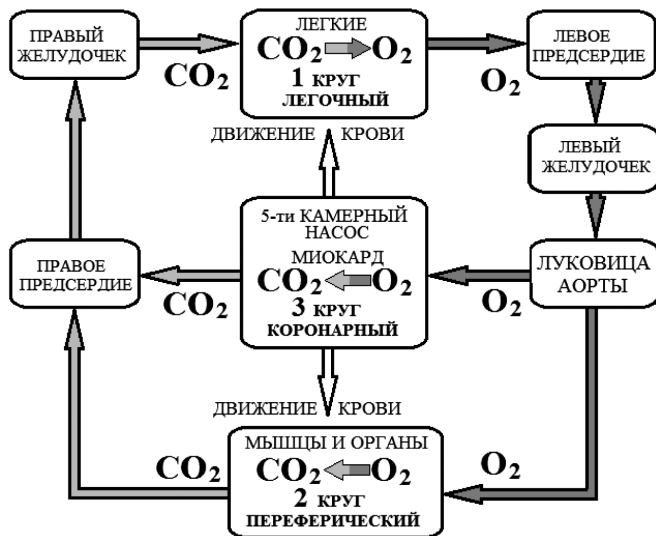 ПРАВЫЙ
ЖЕЛУДОЧЕК
CO₂
ЛЕГКИЕ
CO₂ O₂
1 КРУГ
ЛЕГОЧНЫЙ
O₂
ЛЕВОЕ
ПРЕДСЕРДИЕ
ЛЕВЫЙ
ЖЕЛУДОЧЕК
ДВИЖЕНИЕ КРОВИ
ПРАВОЕ
ПРЕДСЕРДИЕ
CO₂
5-ти КАМЕРНЫЙ
НАСОС
МИОКАРД
CO₂ O₂
3 КРУГ
КОРОНАРНЫЙ
O₂
ЛУКОВИЦА
АОРТЫ
ДВИЖЕНИЕ КРОВИ
CO₂
МЫШЦЫ И ОРГАНЫ
CO₂ O₂
2 КРУГ
ПЕРЕФЕРИЧЕСКИЙ
O₂